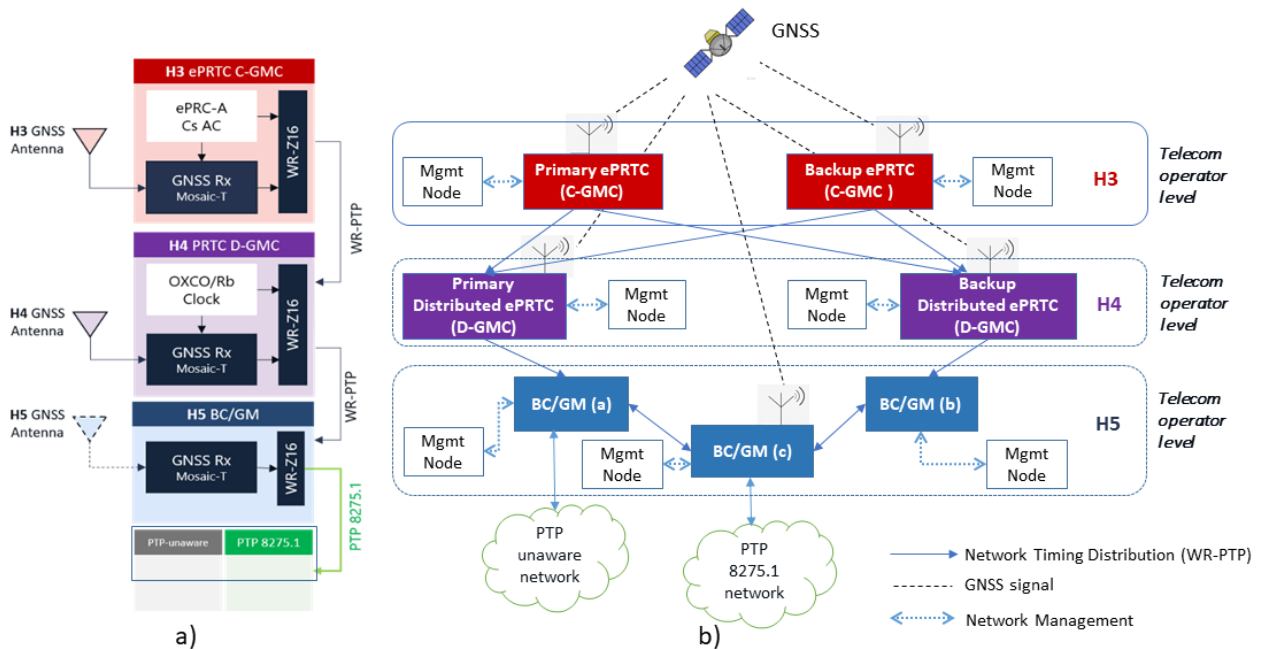 H3 ePRTC C-GMC
ePRC-A
Cs AC
WR-Z16
GNSS Rx
Mosaic-T
H3 GNSS
Antenna
WR-PTP
H4 PRTC D-GMC
OXCO/Rb
Clock
WR-Z16
GNSS Rx
Mosaic-T
H4 GNSS
Antenna
WR-PTP
H5 BC/GM
GNSS Rx
Mosaic-T
WR-Z16
H5 GNSS
Antenna
PTP 8275.1
PTP-unaware
PTP 8275.1
a)
GNSS
Mgmt
Node
Primary ePRTC
(C-GMC)
Backup ePRTC
(C-GMC )
Mgmt
Node
H3
Telecom
operator
level
Primary
Distributed ePRTC
(D-GMC)
Mgmt
Node
Mgmt
Node
Backup
Distributed ePRTC
(D-GMC)
H4
Telecom
operator
level
BC/GM (a)
BC/GM (b)
BC/GM (c)
Mgmt
Node
Mgmt
Node
Mgmt
Node
H5
Telecom
operator
level
PTP
unaware
network
PTP
8275.1
network
Network Timing Distribution (WR-PTP)
GNSS signal
Network Management
b)